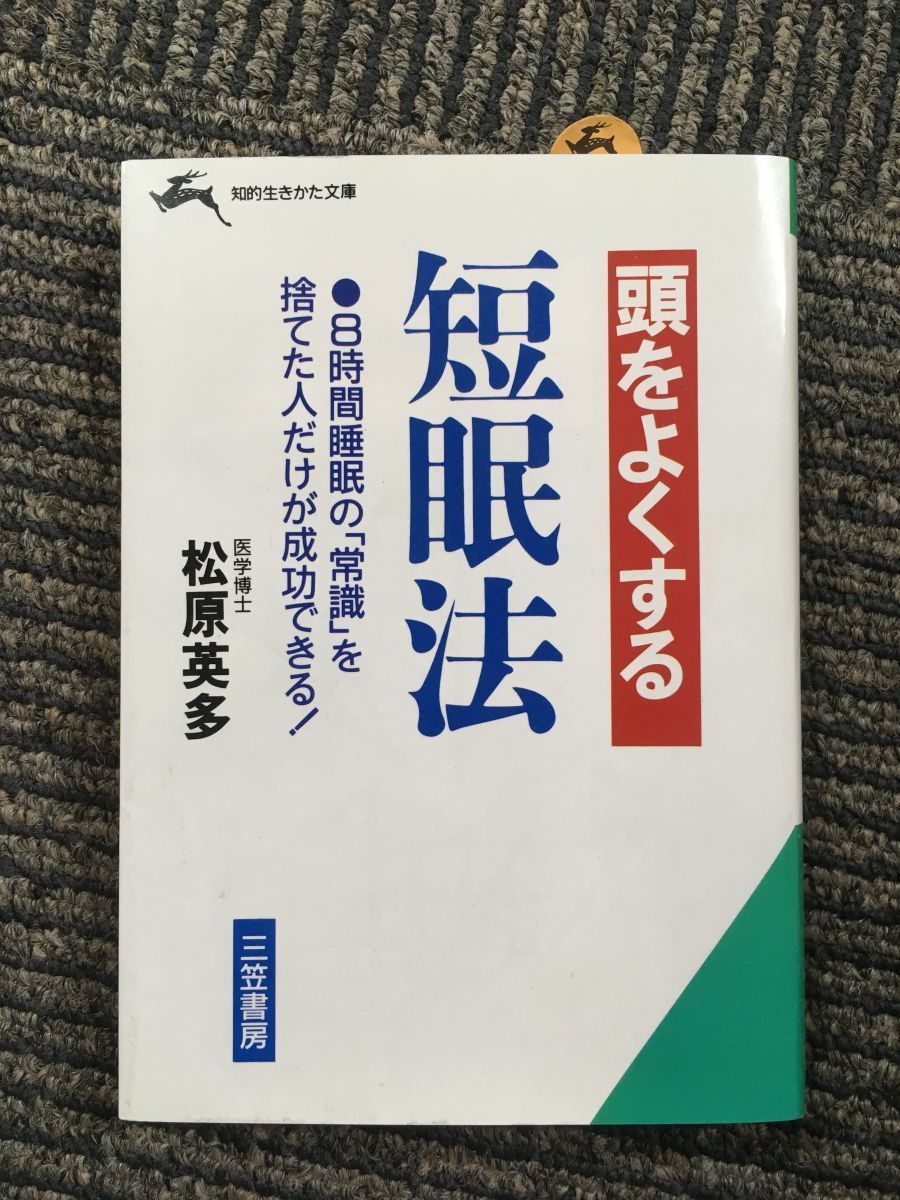 知的生きかた文庫
頭をよくする
短眠法
●8時間睡眠の「常識」を
捨てた人だけが成功できる!
医学博士
松原英多
三笠書房